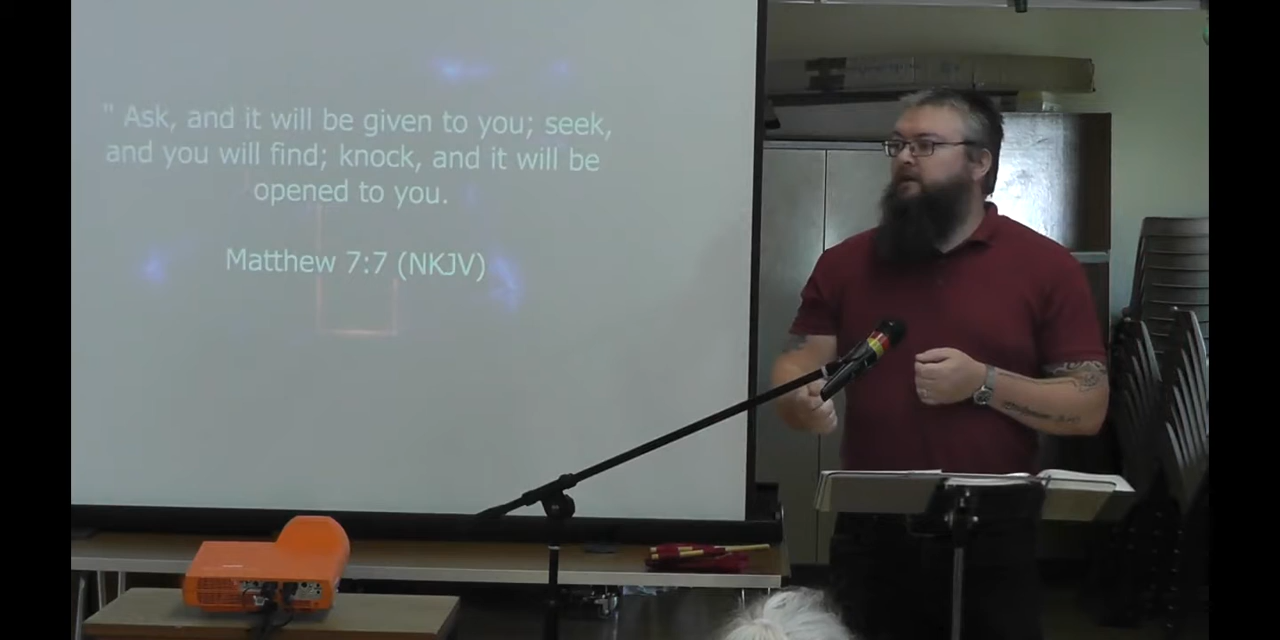 " Ask, and it will be given to you; seek,
and you will find; knock, and it will be
opened to you.
Matthew 7:7 (NKJV)